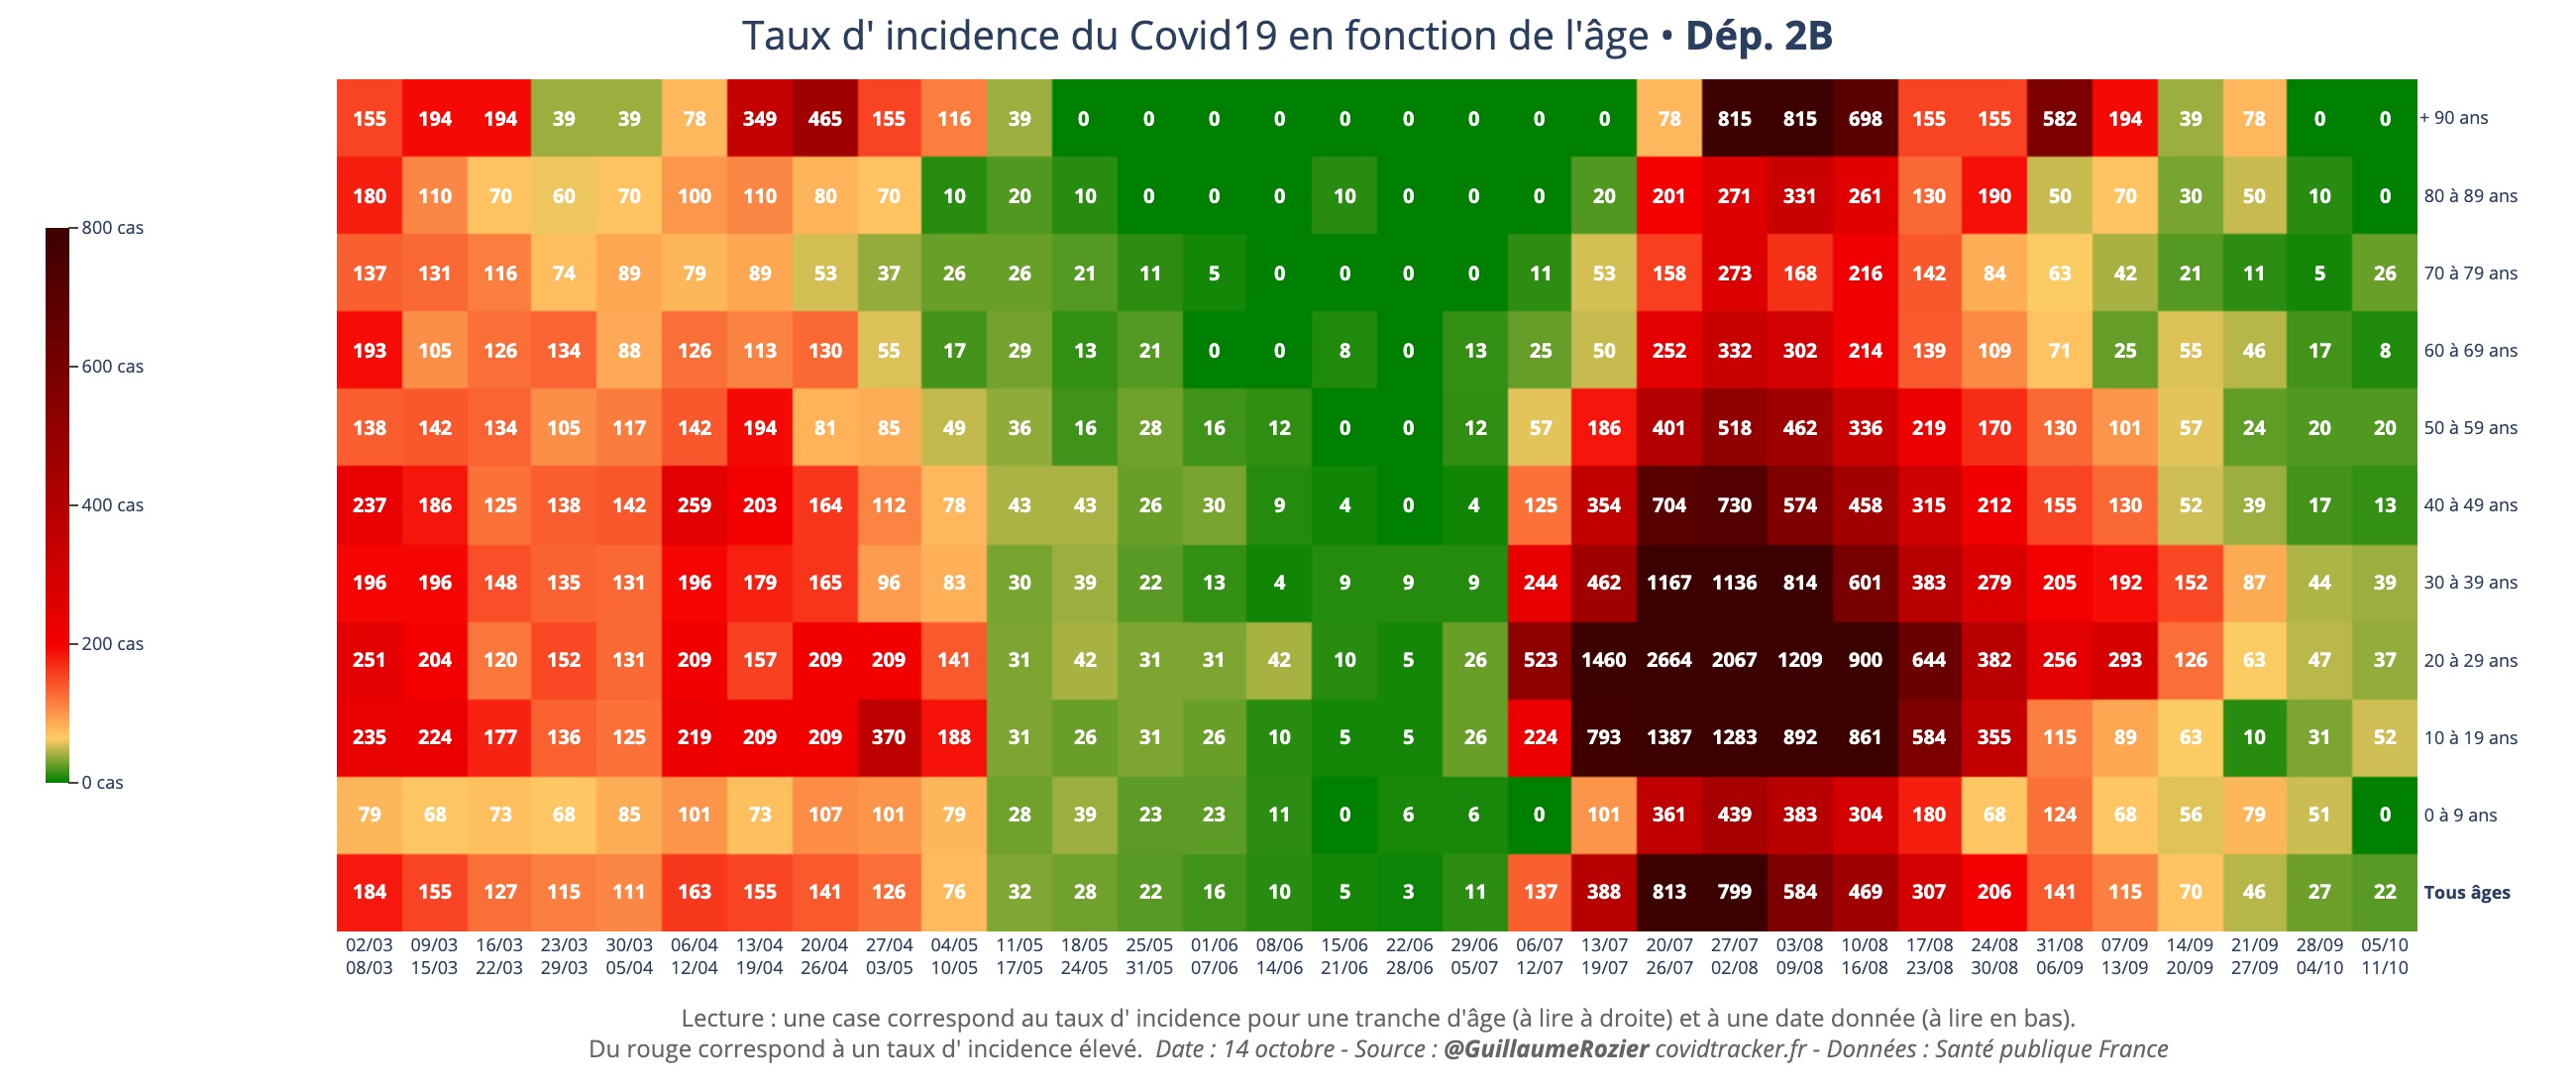 Taux d' incidence du Covid19 en fonction de l'âge • Dép. 2B
800 cas
600 cas
400 cas
200 cas
0 cas
155 194 194 39 39 78 349 465 155 116 39 0 0 0 0 0 0 0 0 0 78 815 815 698 155 155 582 194 39 78 0 0 + 90 ans
180 110 70 60 70 100 110 80 70 10 20 10 0 0 0 10 0 0 0 20 201 271 331 261 130 190 50 70 30 50 10 0 80 à 89 ans
137 131 116 74 89 79 89 53 37 26 26 21 11 5 0 0 0 0 11 53 158 273 168 216 142 84 63 42 21 11 5 26 70 à 79 ans
193 105 126 134 88 126 113 130 55 17 29 13 21 0 0 8 0 13 25 50 252 332 302 214 139 109 71 25 55 46 17 8 60 à 69 ans
138 142 134 105 117 142 194 81 85 49 36 16 28 16 12 0 0 12 57 186 401 518 462 336 219 170 130 101 57 24 20 20 50 à 59 ans
237 186 125 138 142 259 203 164 112 78 43 43 26 30 9 4 0 4 125 354 704 730 574 458 315 212 155 130 52 39 17 13 40 à 49 ans
196 196 148 135 131 196 179 165 96 83 30 39 22 13 4 9 9 9 244 462 1167 1136 814 601 383 279 205 192 152 87 44 39 30 à 39 ans
251 204 120 152 131 209 157 209 209 141 31 42 31 31 42 10 5 26 523 1460 2664 2067 1209 900 644 382 256 293 126 63 47 37 20 à 29 ans
235 224 177 136 125 219 209 209 370 188 31 26 31 26 10 5 5 26 224 793 1387 1283 892 861 584 355 115 89 63 10 31 52 10 à 19 ans
79 68 73 68 85 101 73 107 101 79 28 39 23 23 11 0 6 6 0 101 361 439 383 304 180 68 124 68 56 79 51 0 0 à 9 ans
184 155 127 115 111 163 155 141 126 76 32 28 22 16 10 5 3 11 137 388 813 799 584 469 307 206 141 115 70 46 27 22 Tous âges
02/03 09/03 16/03 23/03 30/03 06/04 13/04 20/04 27/04 04/05 11/05 18/05 25/05 01/06 08/06 15/06 22/06 29/06 06/07 13/07 20/07 27/07 03/08 10/08 17/08 24/08 31/08 07/09 14/09 21/09 28/09 05/10
08/03 15/03 22/03 29/03 05/04 12/04 19/04 26/04 03/05 10/05 17/05 24/05 31/05 07/06 14/06 21/06 28/06 05/07 12/07 19/07 26/07 02/08 09/08 16/08 23/08 30/08 06/09 13/09 20/09 27/09 04/10 11/10
Lecture : une case correspond au taux d' incidence pour une tranche d'âge (à lire à droite) et à une date donnée (à lire en bas).
Du rouge correspond à un taux d' incidence élevé. Date : 14 octobre - Source : @GuillaumeRozier covidtracker.fr - Données : Santé publique France